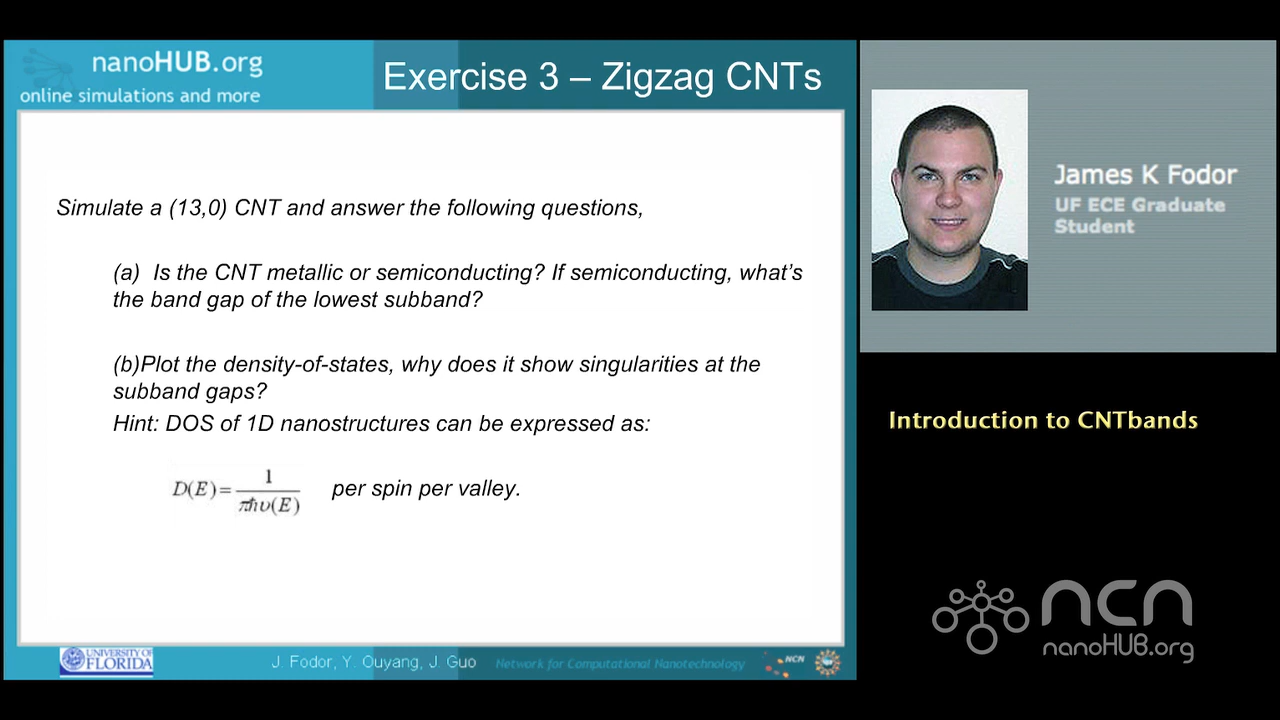 nanoHUB.org
online simulations and more
Exercise 3 – Zigzag CNTs
Simulate a (13,0) CNT and answer the following questions,
(a) Is the CNT metallic or semiconducting? If semiconducting, what's
the band gap of the lowest subband?
(b)Plot the density-of-states, why does it show singularities at the
subband gaps?
Hint: DOS of 1D nanostructures can be expressed as:
D(E)= 1 / πℏυ(E) per spin per valley.
UNIVERSITY OF
FLORIDA
J. Fodor, Y. Ouyang, J. Guo
Network for Computational Nanotechnology
NCN
James K Fodor
UF ECE Graduate
Student
Introduction to CNTbands
ncn
nanoHUB.org